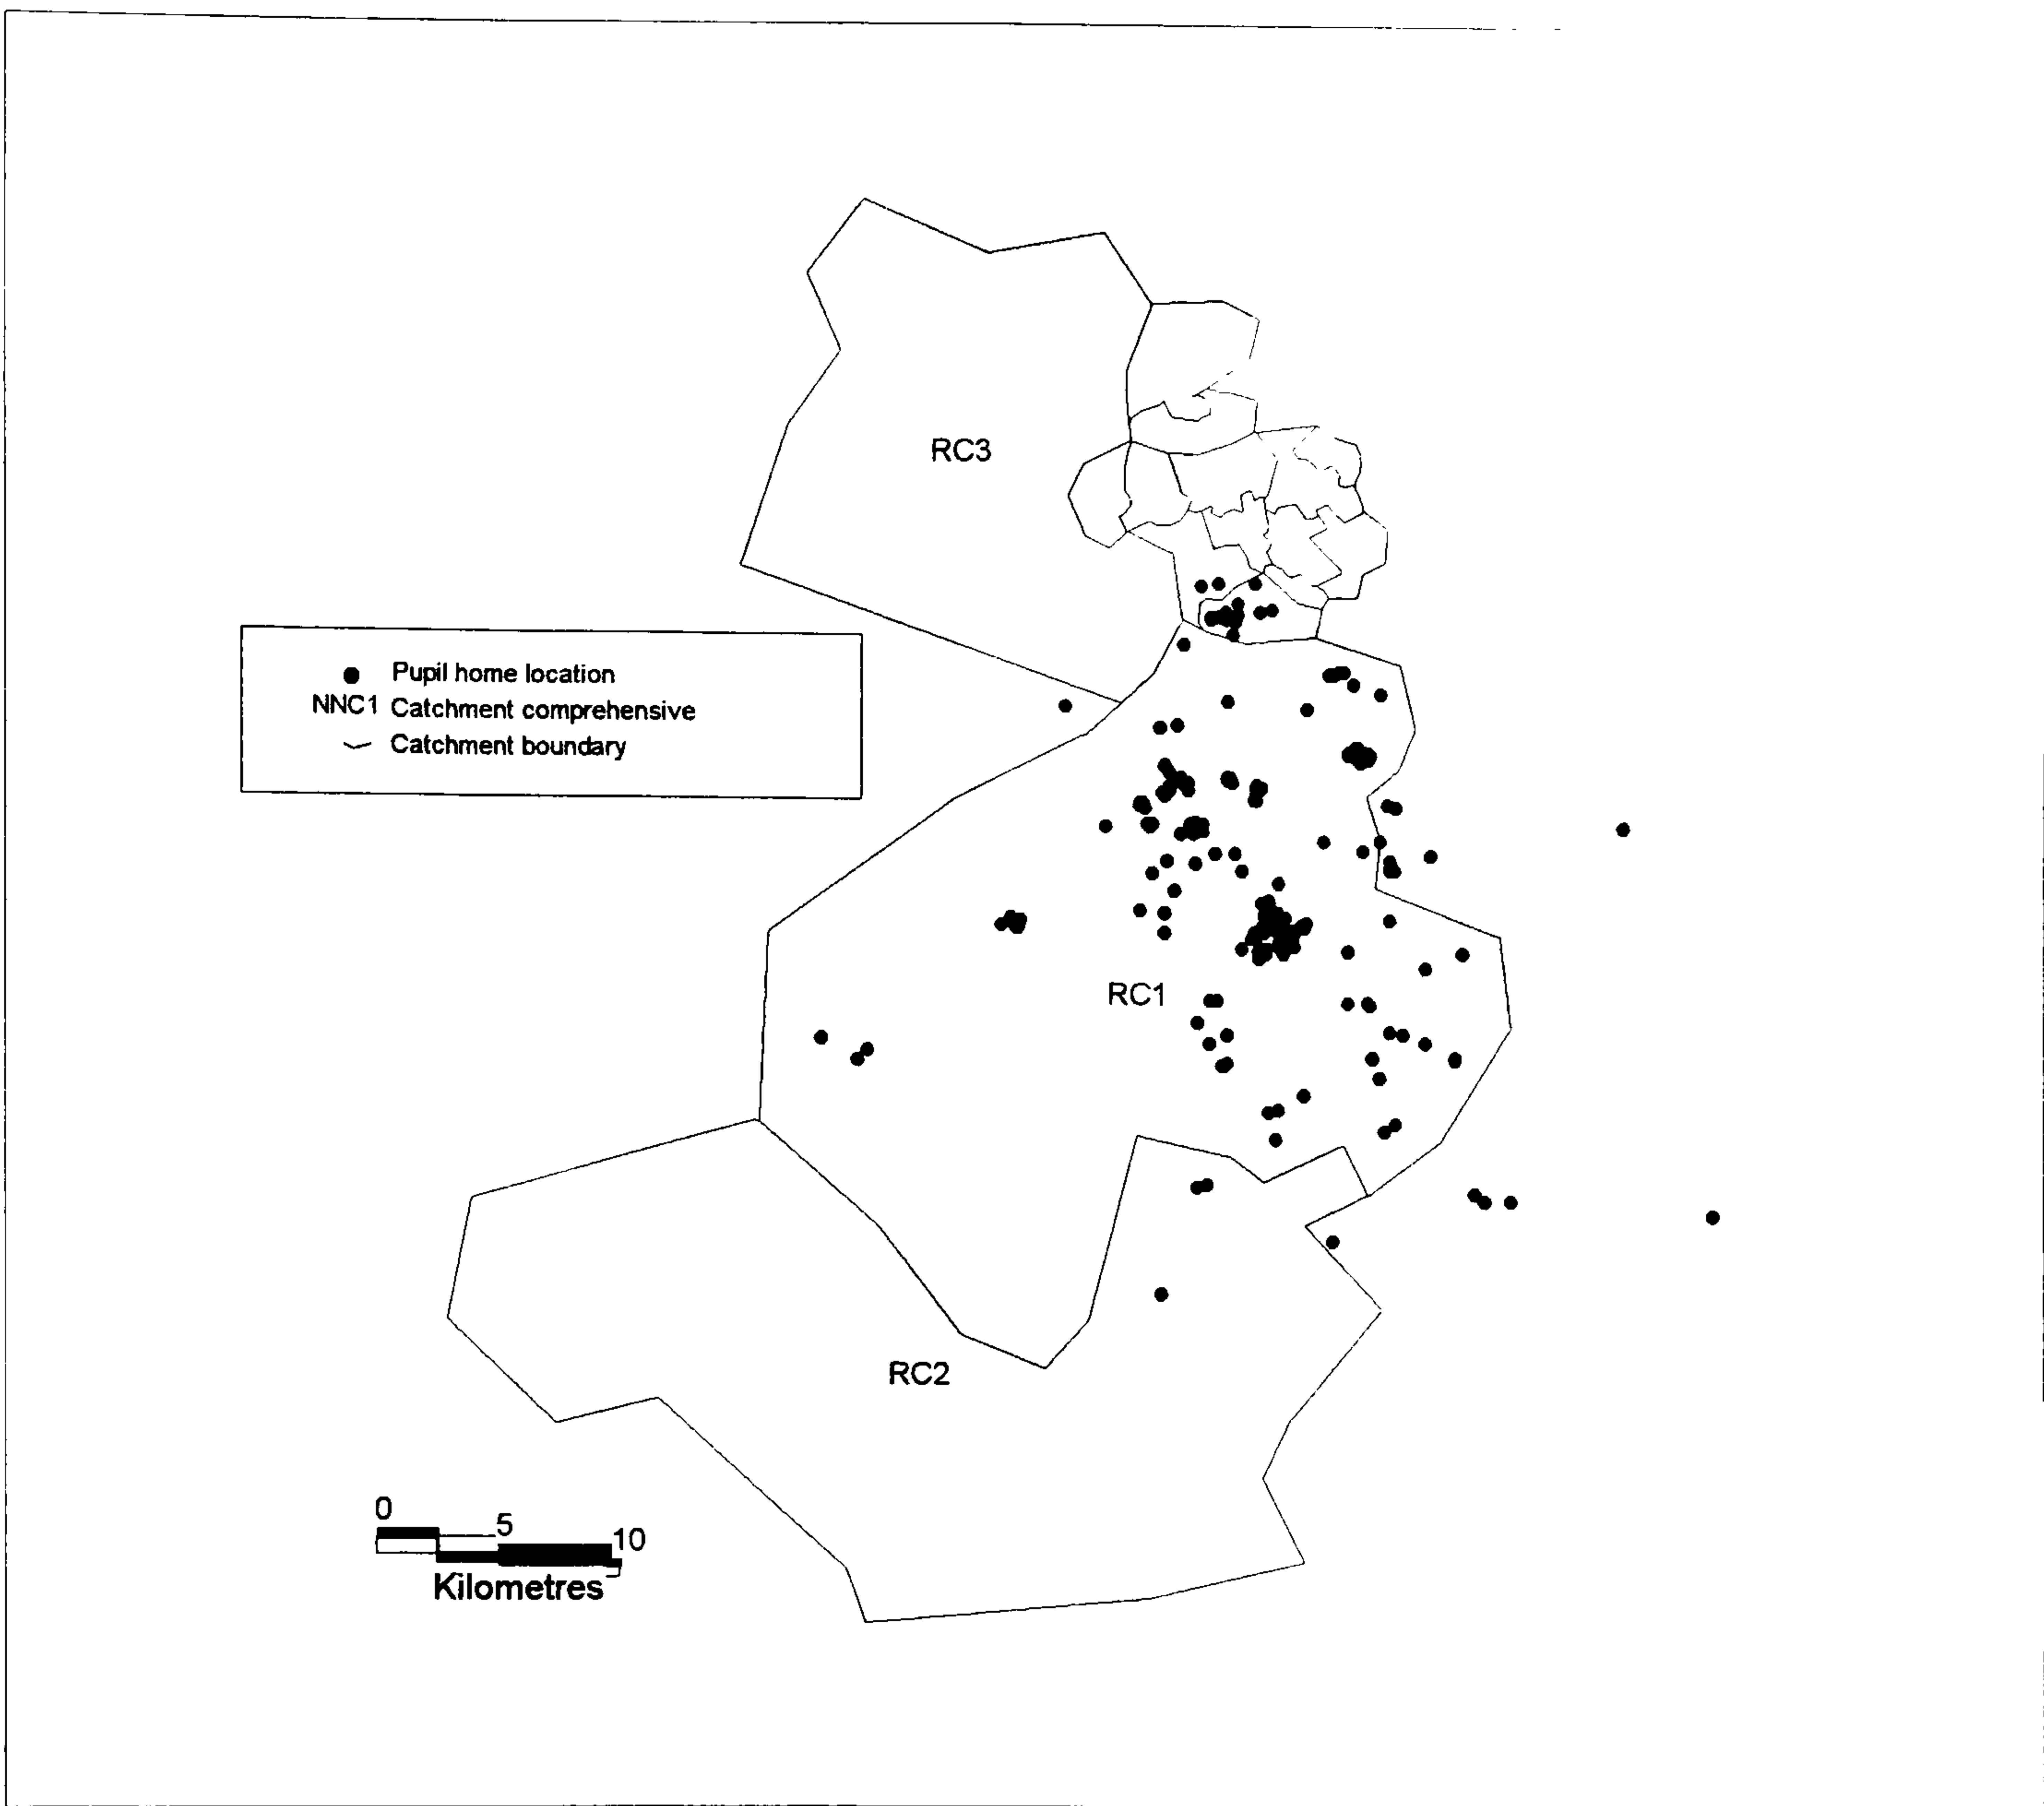 RC3
Pupil home location
NNC1 Catchment comprehensive
Catchment boundary
RC1
RC2
0
5
10
Kilometres